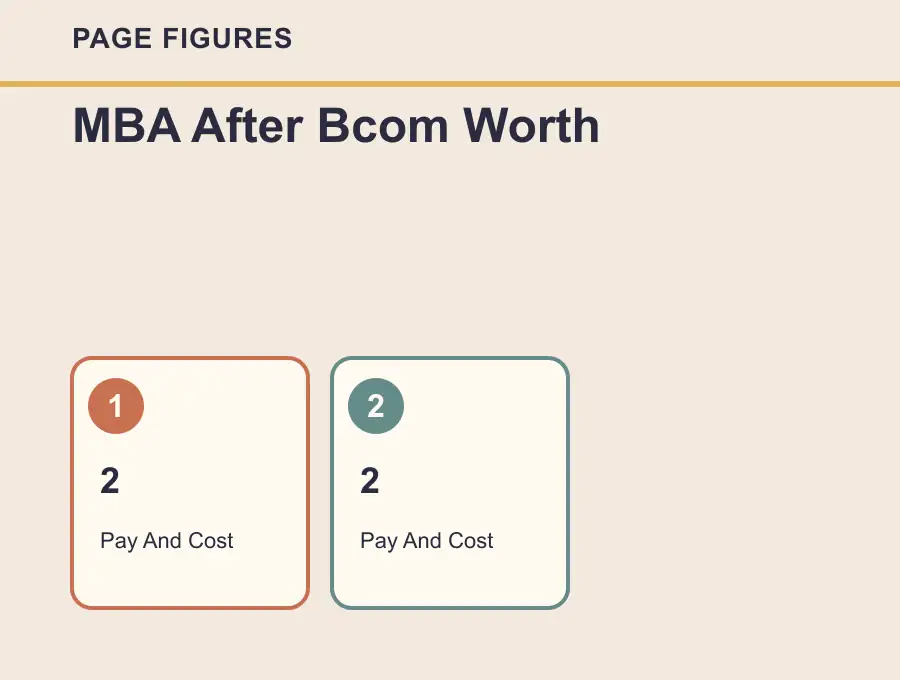 PAGE FIGURES
MBA After Bcom Worth
1
2
2
2
Pay And Cost
Pay And Cost